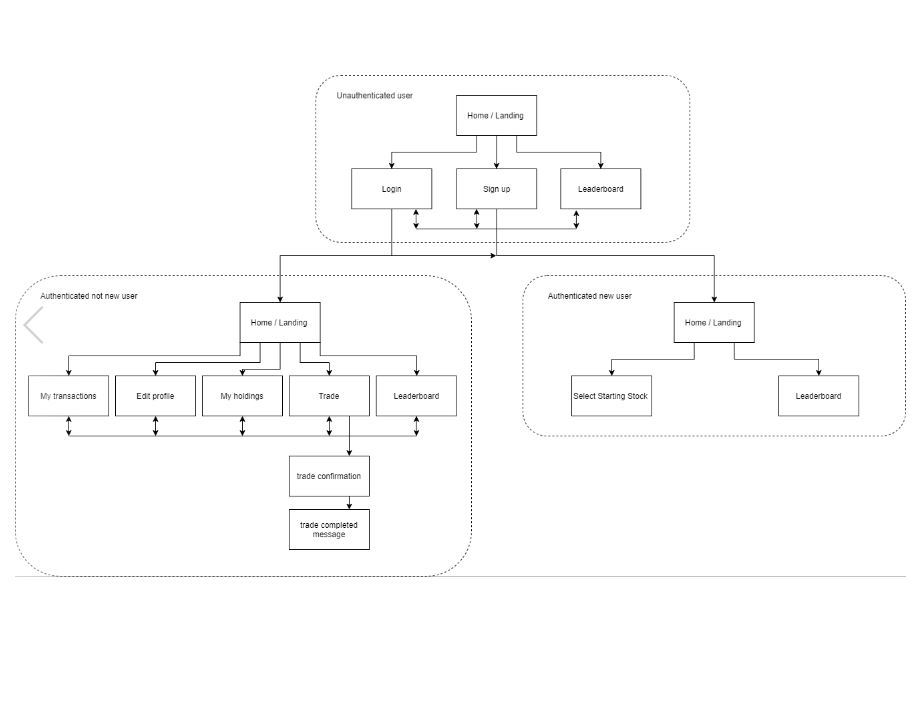 Unauthenticated user
Home / Landing
Login
Sign up
Leaderboard
Authenticated not new user
Home / Landing
My transactions
Edit profile
My holdings
Trade
Leaderboard
trade confirmation
trade completed
message
Authenticated new user
Home / Landing
Select Starting Stock
Leaderboard